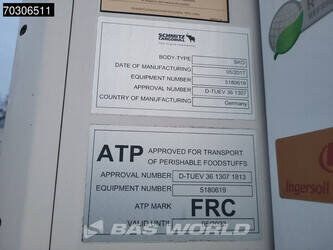 70306511
SCHMITZ
CARGOBULL
BODY-TYPE SKO
DATE OF MANUFACTURING 05/2017
EQUIPMENT NUMBER 5180619
APPROVAL NUMBER D-TUEV 36 1307
COUNTRY OF MANUFACTURING Germany
ATP APPROVED FOR TRANSPORT
OF PERISHABLE FOODSTUFFS
APPROVAL NUMBER D-TUEV 36 1307 1813
EQUIPMENT NUMBER 5180619
ATP MARK FRC
VALID UNTIL
Ingersoll
BAS WORLD